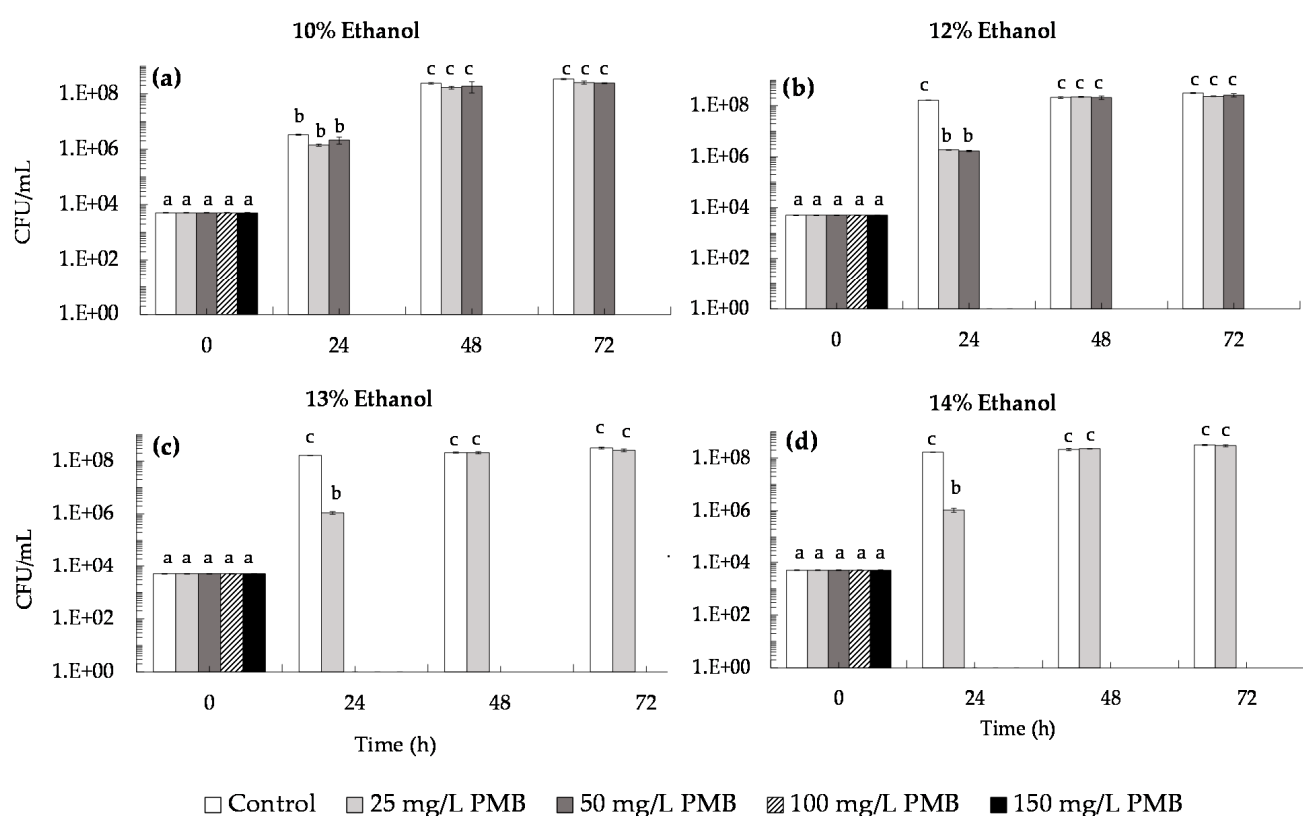 10% Ethanol
(a)
CFU/mL
1.E+08
1.E+06
1.E+04
1.E+02
1.E+00
a a a a a
b b b
c c c
c c c
0 24 48 72
12% Ethanol
(b)
1.E+08
1.E+06
1.E+04
1.E+02
1.E+00
a a a a a
c b b
c c c
c c c
0 24 48 72
13% Ethanol
(c)
CFU/mL
1.E+08
1.E+06
1.E+04
1.E+02
1.E+00
a a a a a
c b
c c
c c
0 24 48 72
Time (h)
14% Ethanol
(d)
1.E+08
1.E+06
1.E+04
1.E+02
1.E+00
a a a a a
c b
c c
c c
0 24 48 72
Time (h)
Control 25 mg/L PMB 50 mg/L PMB 100 mg/L PMB 150 mg/L PMB